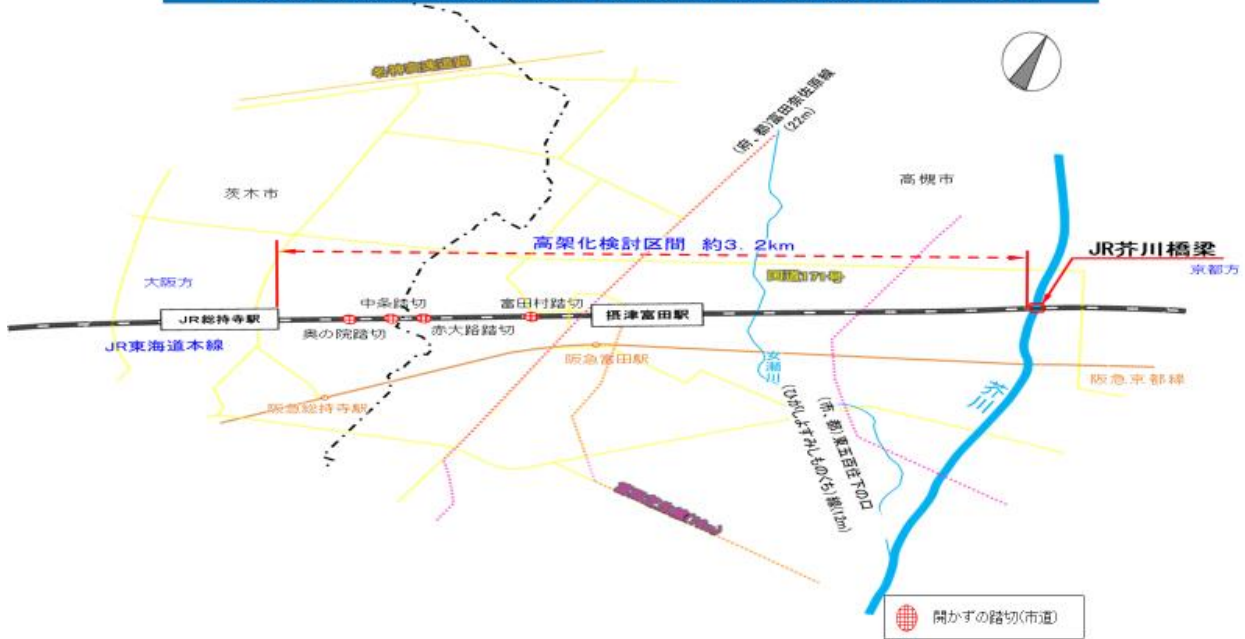 名神高速道路
(府、都)富田奈佐原線
(22m)
茨木市
高槻市
高架化検討区間 約3.2km
JR芥川橋梁
大阪方
京都方
国道171号
中条踏切
富田村踏切
JR総持寺駅
摂津富田駅
奥の院踏切
赤大路踏切
JR東海道本線
阪急富田駅
女瀬川
阪急京都線
阪急総持寺駅
芥川
(市、都)東五百住下の口
(ひがしよすみしものくち)線(12m)
開かずの踏切(市道)